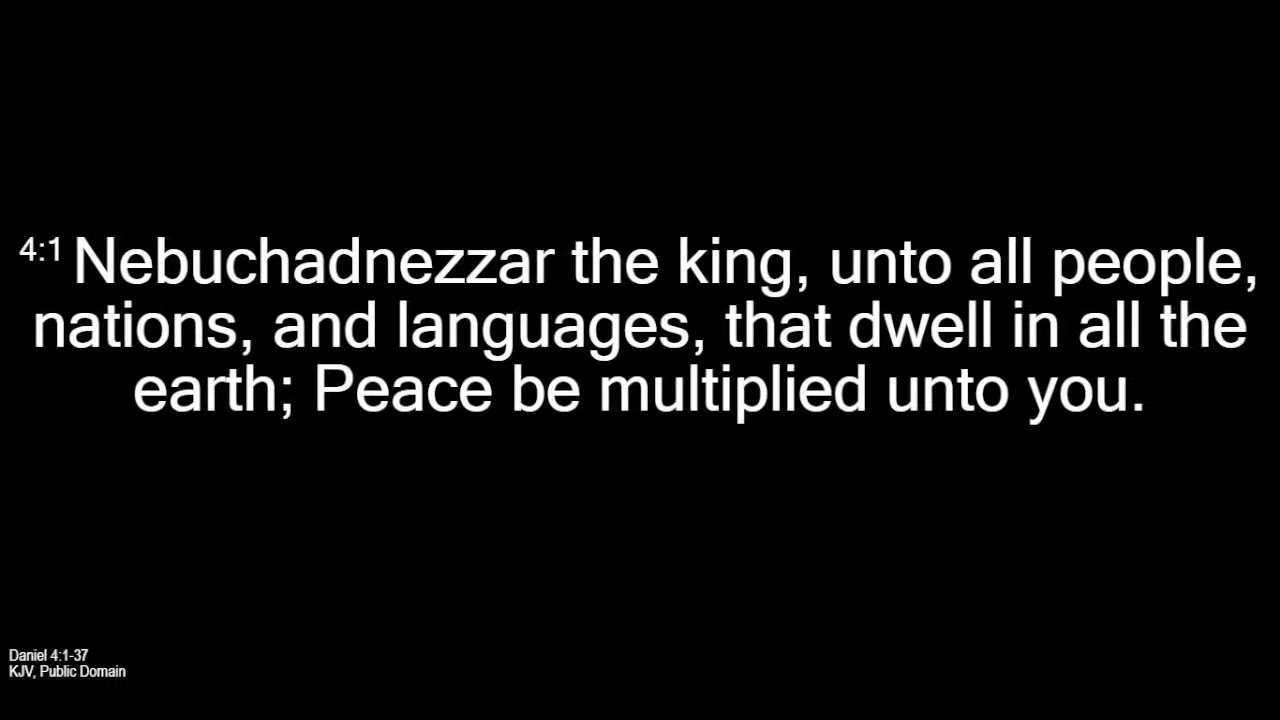 4:1 Nebuchadnezzar the king, unto all people,
nations, and languages, that dwell in all the
earth; Peace be multiplied unto you.
Daniel 4:1-37
KJV, Public Domain